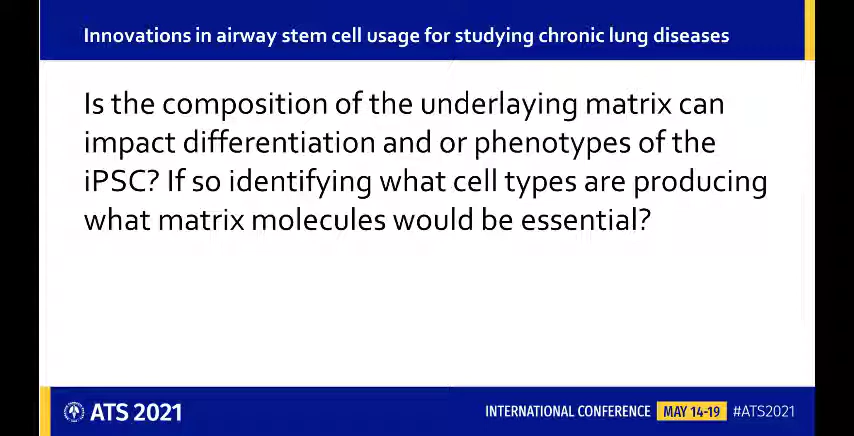 Innovations in airway stem cell usage for studying chronic lung diseases
Is the composition of the underlaying matrix can
impact differentiation and or phenotypes of the
iPSC? If so identifying what cell types are producing
what matrix molecules would be essential?
ATS 2021
INTERNATIONAL CONFERENCE MAY 14-19 #ATS2021